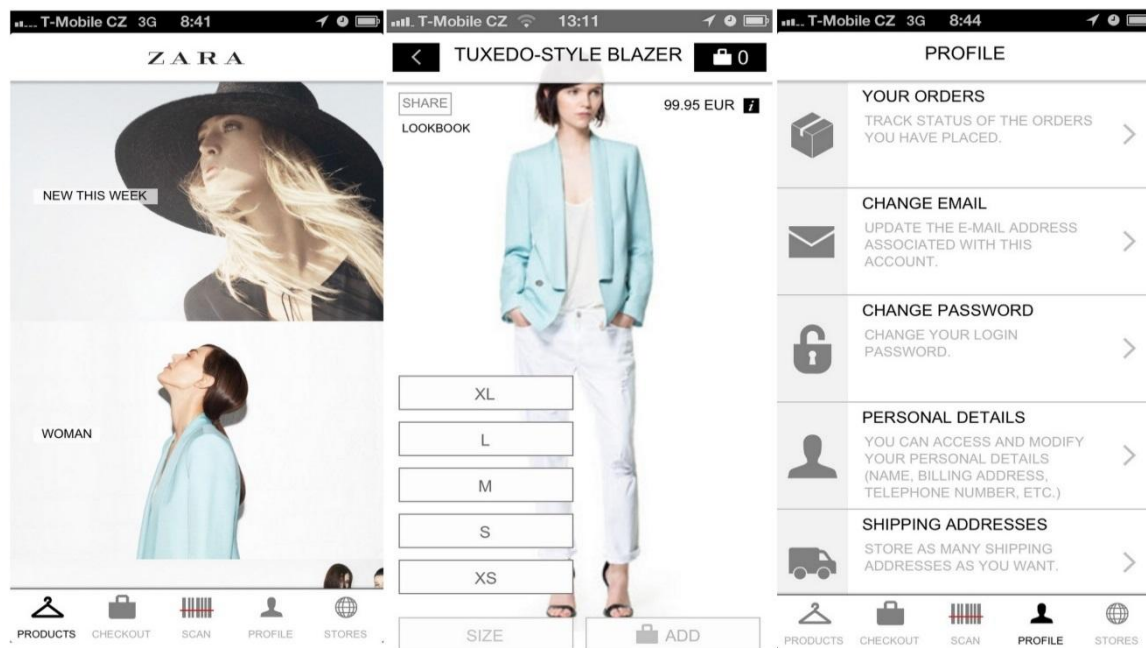 T-Mobile CZ 3G 8:41
ZARA
NEW THIS WEEK
WOMAN
PRODUCTS CHECKOUT SCAN PROFILE STORES
T-Mobile CZ 13:11
TUXEDO-STYLE BLAZER 0
SHARE 99.95 EUR i
LOOKBOOK
XL
L
M
S
XS
SIZE ADD
T-Mobile CZ 3G 8:44
PROFILE
YOUR ORDERS
TRACK STATUS OF THE ORDERS
YOU HAVE PLACED.
CHANGE EMAIL
UPDATE THE E-MAIL ADDRESS
ASSOCIATED WITH THIS
ACCOUNT.
CHANGE PASSWORD
CHANGE YOUR LOGIN
PASSWORD.
PERSONAL DETAILS
YOU CAN ACCESS AND MODIFY
YOUR PERSONAL DETAILS
(NAME, BILLING ADDRESS,
TELEPHONE NUMBER, ETC.)
SHIPPING ADDRESSES
STORE AS MANY SHIPPING
ADDRESSES AS YOU WANT.
PRODUCTS CHECKOUT SCAN PROFILE STORES